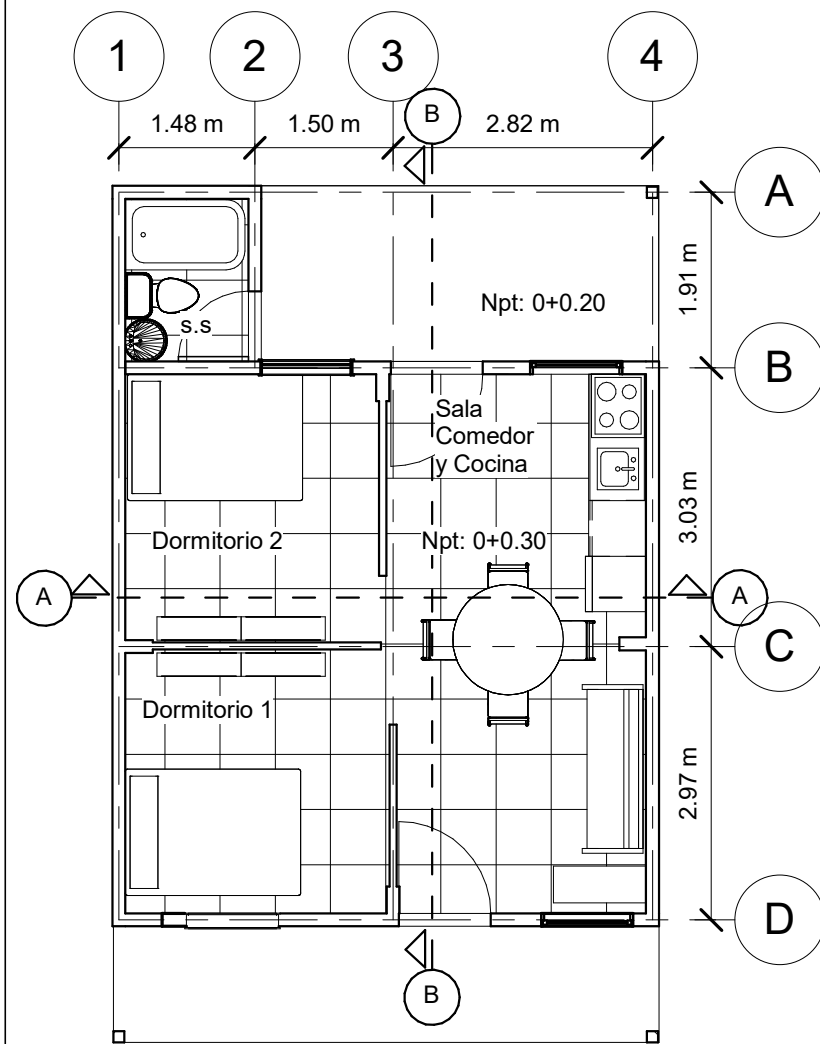 1
2
3
4
1.48 m
1.50 m
B
2.82 m
A
1.91 m
Npt: 0+0.20
s.s
B
Sala
Comedor
y Cocina
3.03 m
Dormitorio 2
Npt: 0+0.30
A
A
C
Dormitorio 1
2.97 m
D
B